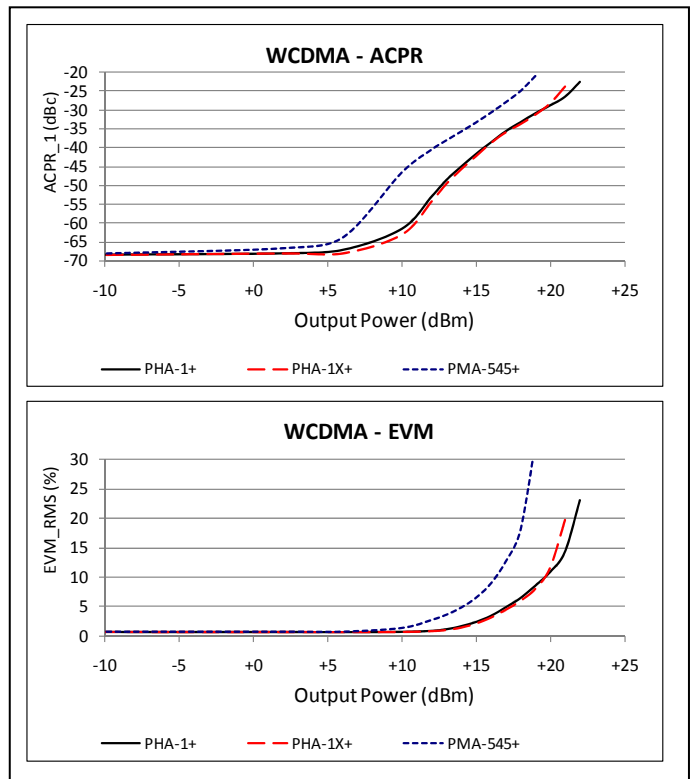 WCDMA - ACPR
ACPR_1 (dBc)
-20
-25
-30
-35
-40
-45
-50
-55
-60
-65
-70
-10 -5 +0 +5 +10 +15 +20 +25
Output Power (dBm)
PHA-1+ PHA-1X+ PMA-545+
WCDMA - EVM
EVM_RMS (%)
30
25
20
15
10
5
0
-10 -5 +0 +5 +10 +15 +20 +25
Output Power (dBm)
PHA-1+ PHA-1X+ PMA-545+